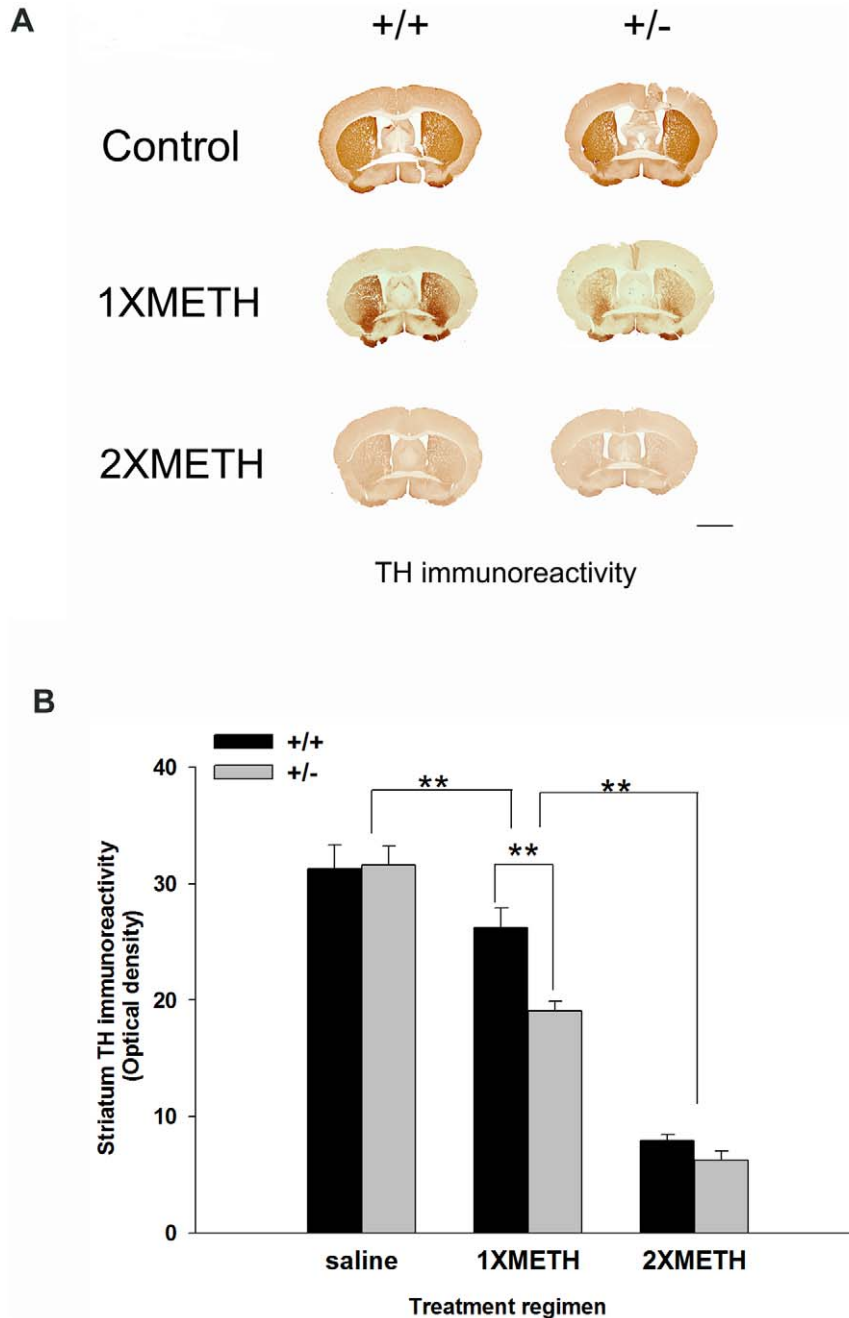 A
+/+ +/-
Control
1XMETH
2XMETH
TH immunoreactivity
B
+/+
+/-
40
30
20
10
0
**
**
**
Striatum TH immunoreactivity
(Optical density)
saline 1XMETH 2XMETH
Treatment regimen